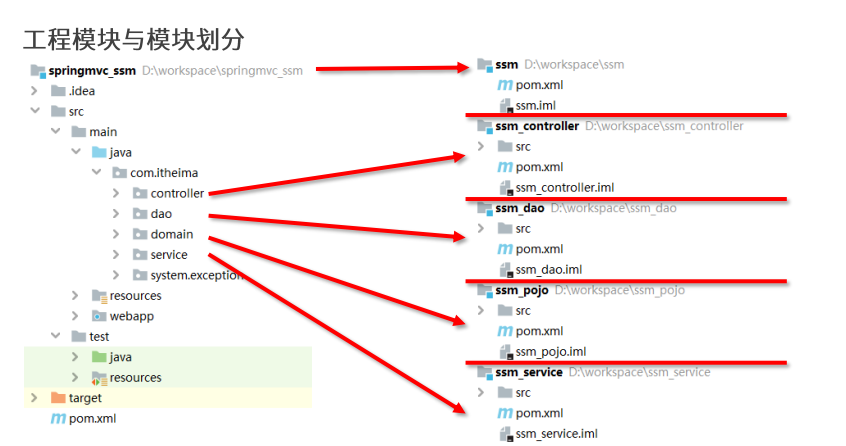 工程模块与模块划分
springmvc_ssm D:\workspace\springmvc_ssm
.idea
src
main
java
com.itheima
controller
dao
domain
service
system.exception
resources
webapp
test
java
resources
target
pom.xml
ssm D:\workspace\ssm
pom.xml
ssm.iml
ssm_controller D:\workspace\ssm_controller
src
pom.xml
ssm_controller.iml
ssm_dao D:\workspace\ssm_dao
src
pom.xml
ssm_dao.iml
ssm_pojo D:\workspace\ssm_pojo
src
pom.xml
ssm_pojo.iml
ssm_service D:\workspace\ssm_service
src
pom.xml
ssm_service.iml